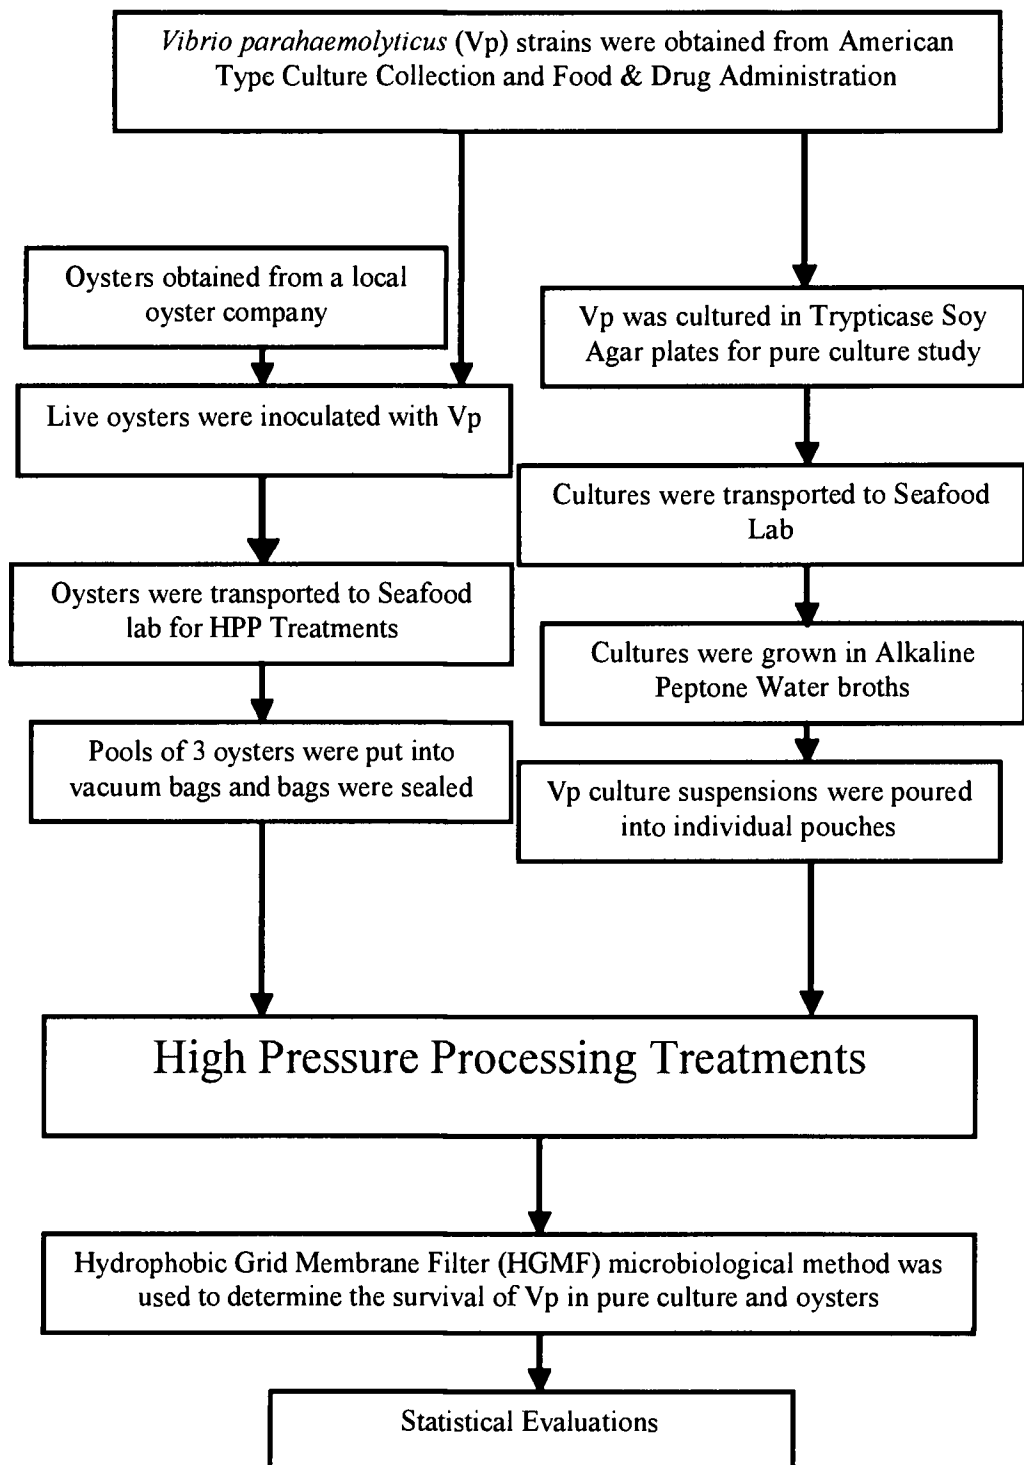 Vibrio parahaemolyticus (Vp) strains were obtained from American
Type Culture Collection and Food & Drug Administration
Oysters obtained from a local
oyster company
Live oysters were inoculated with Vp
Oysters were transported to Seafood
lab for HPP Treatments
Pools of 3 oysters were put into
vacuum bags and bags were sealed
Vp was cultured in Trypticase Soy
Agar plates for pure culture study
Cultures were transported to Seafood
Lab
Cultures were grown in Alkaline
Peptone Water broths
Vp culture suspensions were poured
into individual pouches
High Pressure Processing Treatments
Hydrophobic Grid Membrane Filter (HGMF) microbiological method was
used to determine the survival of Vp in pure culture and oysters
Statistical Evaluations